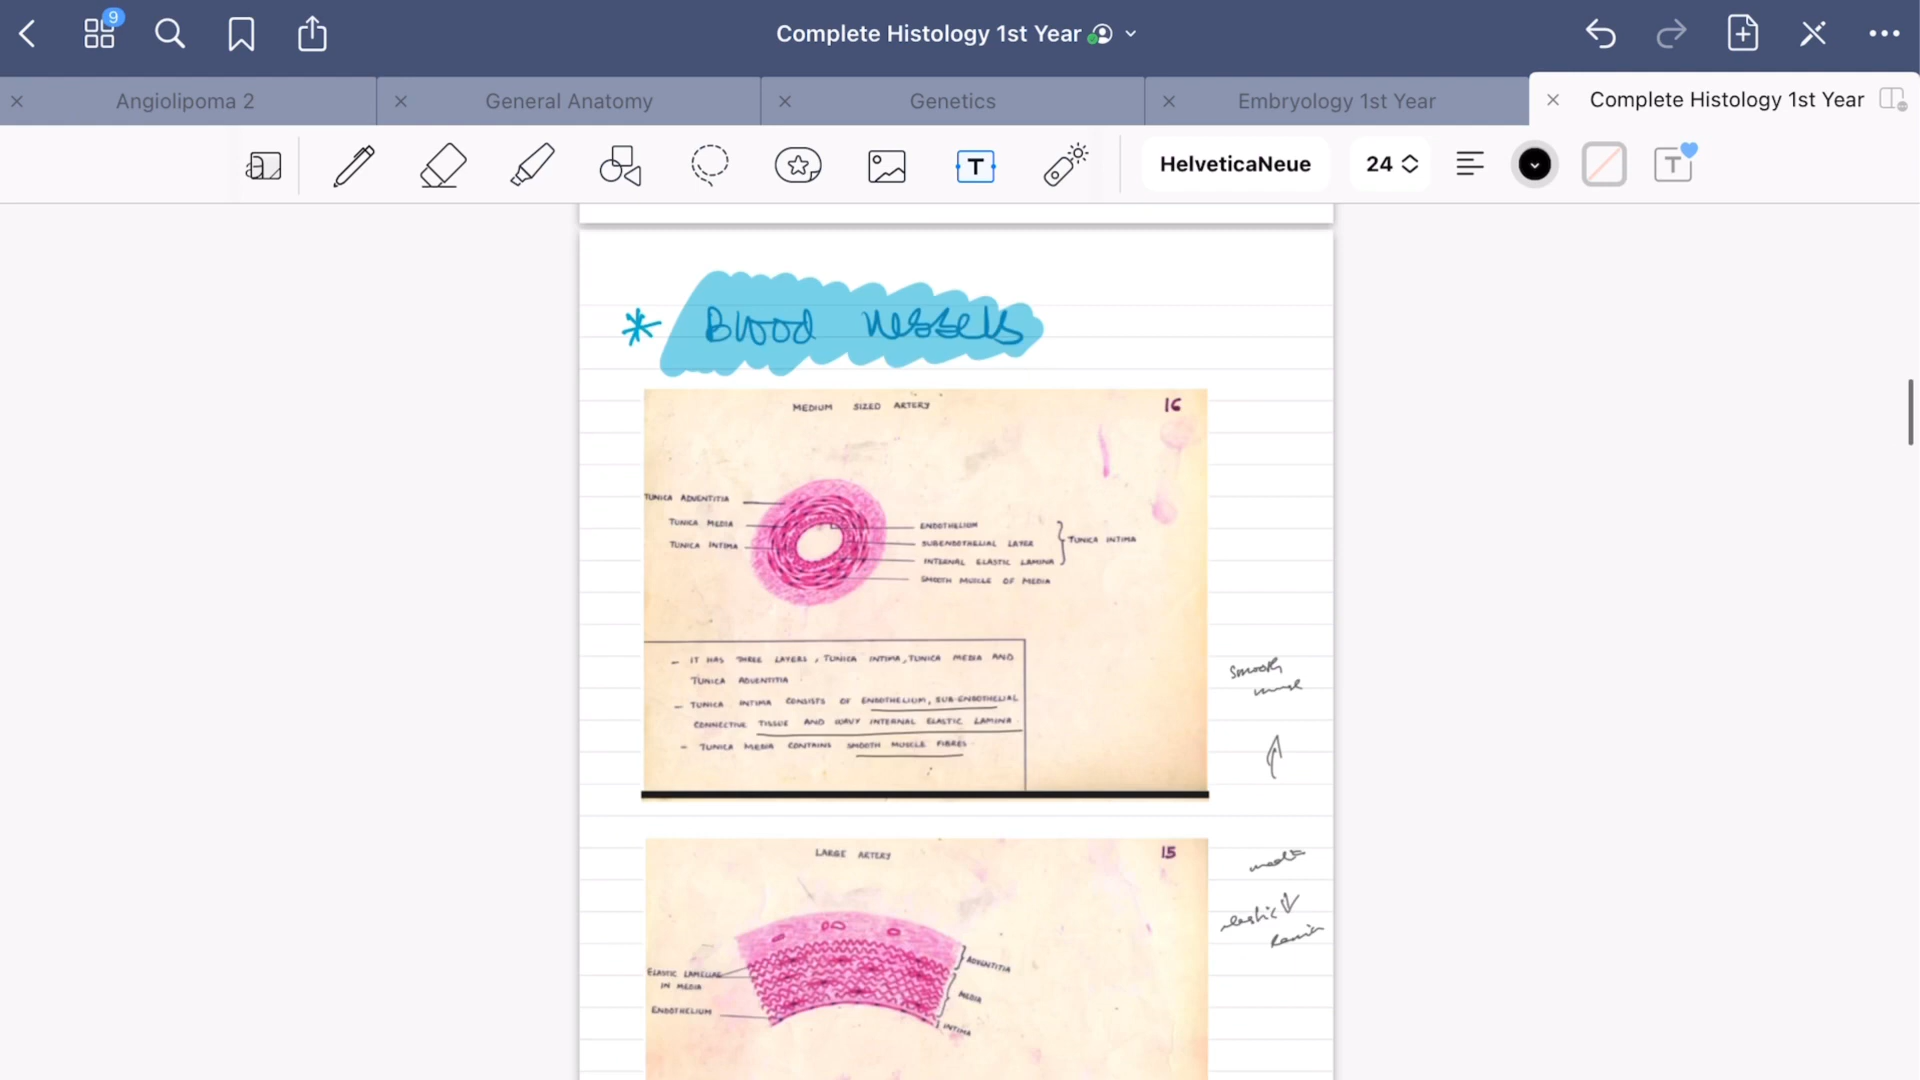 9
Complete Histology 1st Year
Angiolipoma 2
General Anatomy
Genetics
Embryology 1st Year
Complete Histology 1st Year
a
T
HelveticaNeue
24
T
* Blood Vessels
MEDIUM SIZED ARTERY
16
TUNICA ADVENTITIA
TUNICA MEDIA
TUNICA INTIMA
ENDOTHELIUM
SUBENDOTHELIAL LAYER
INTERNAL ELASTIC LAMINA
TUNICA INTIMA
SMOOTH MUSCLE OF MEDIA
- IT HAS THREE LAYERS, TUNICA INTIMA, TUNICA MEDIA AND
TUNICA ADVENTITIA
- TUNICA INTIMA CONSISTS OF ENDOTHELIUM, SUB-ENDOTHELIAL
CONNECTIVE TISSUE AND WAVY INTERNAL ELASTIC LAMINA.
- TUNICA MEDIA CONTAINS SMOOTH MUSCLE FIBRES.
smooth
LARGE ARTERY
15
elastic
ELASTIC LAMELLAE
IN MEDIA
ENDOTHELIUM
ADVENTITIA
MEDIA
INTIMA